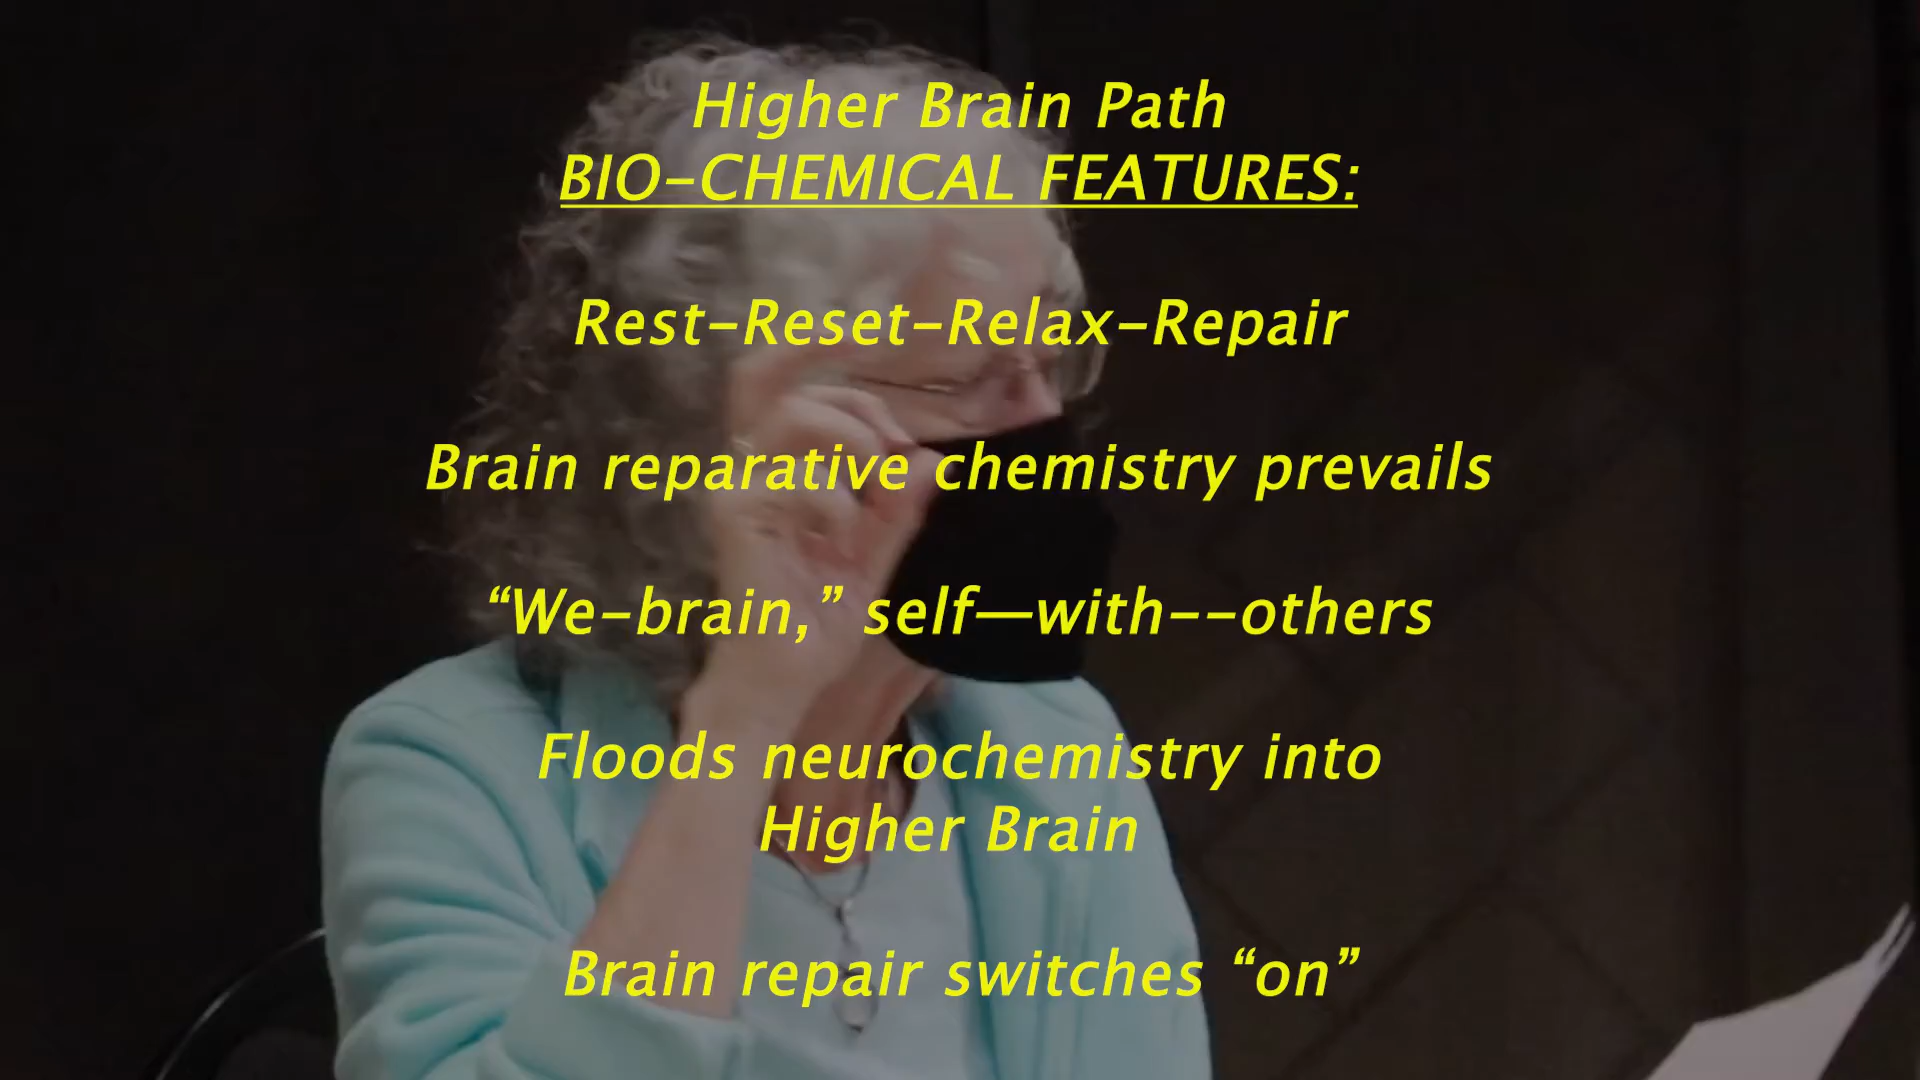 Higher Brain Path
BIO-CHEMICAL FEATURES:
Rest-Reset-Relax-Repair
Brain reparative chemistry prevails
“We-brain,” self—with--others
Floods neurochemistry into
Higher Brain
Brain repair switches “on”